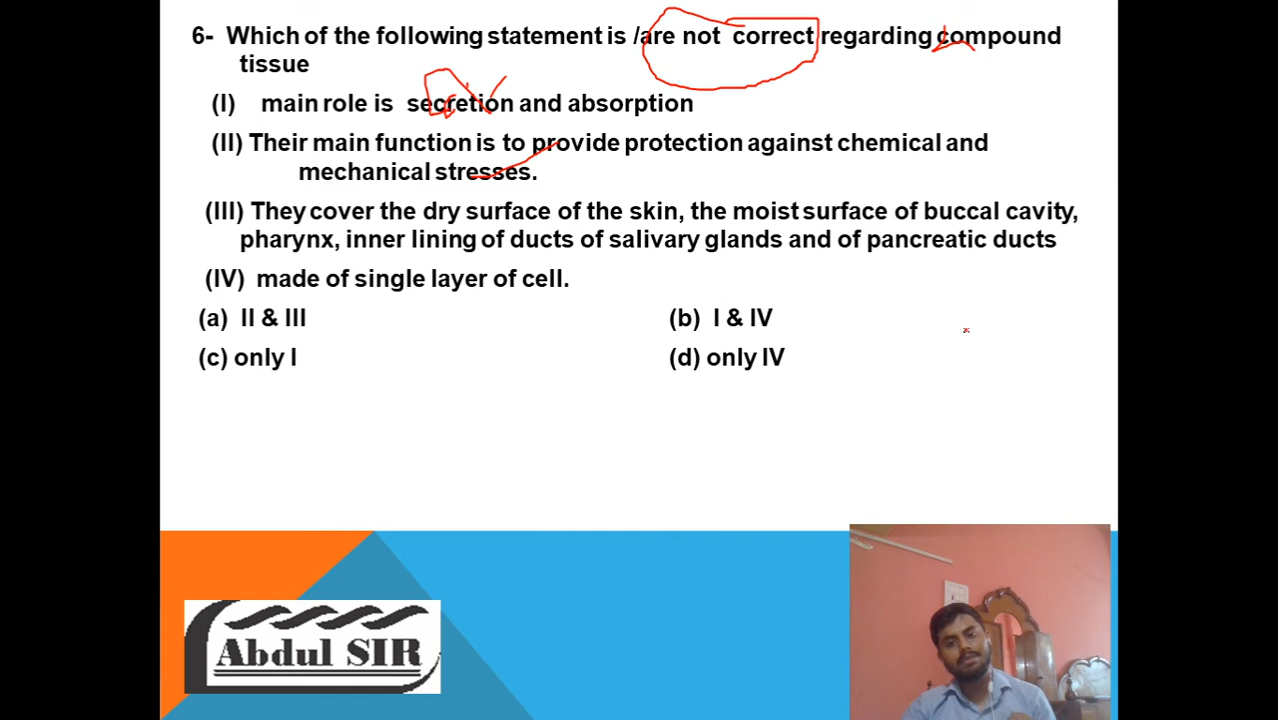 6- Which of the following statement is /are not correct regarding compound
tissue
(I) main role is secretion and absorption
(II) Their main function is to provide protection against chemical and
mechanical stresses.
(III) They cover the dry surface of the skin, the moist surface of buccal cavity,
pharynx, inner lining of ducts of salivary glands and of pancreatic ducts
(IV) made of single layer of cell.
(a) II & III (b) I & IV
(c) only I (d) only IV
Abdul SIR